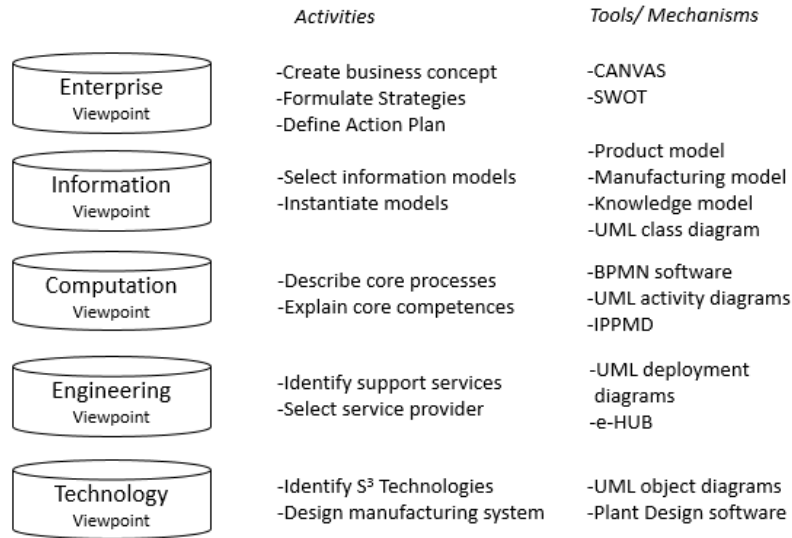 Activities
Tools/ Mechanisms
Enterprise
Viewpoint
-Create business concept
-Formulate Strategies
-Define Action Plan
-CANVAS
-SWOT
Information
Viewpoint
-Select information models
-Instantiate models
-Product model
-Manufacturing model
-Knowledge model
-UML class diagram
Computation
Viewpoint
-Describe core processes
-Explain core competences
-BPMN software
-UML activity diagrams
-IPPMD
Engineering
Viewpoint
-Identify support services
-Select service provider
-UML deployment
diagrams
-e-HUB
Technology
Viewpoint
-Identify S³ Technologies
-Design manufacturing system
-UML object diagrams
-Plant Design software